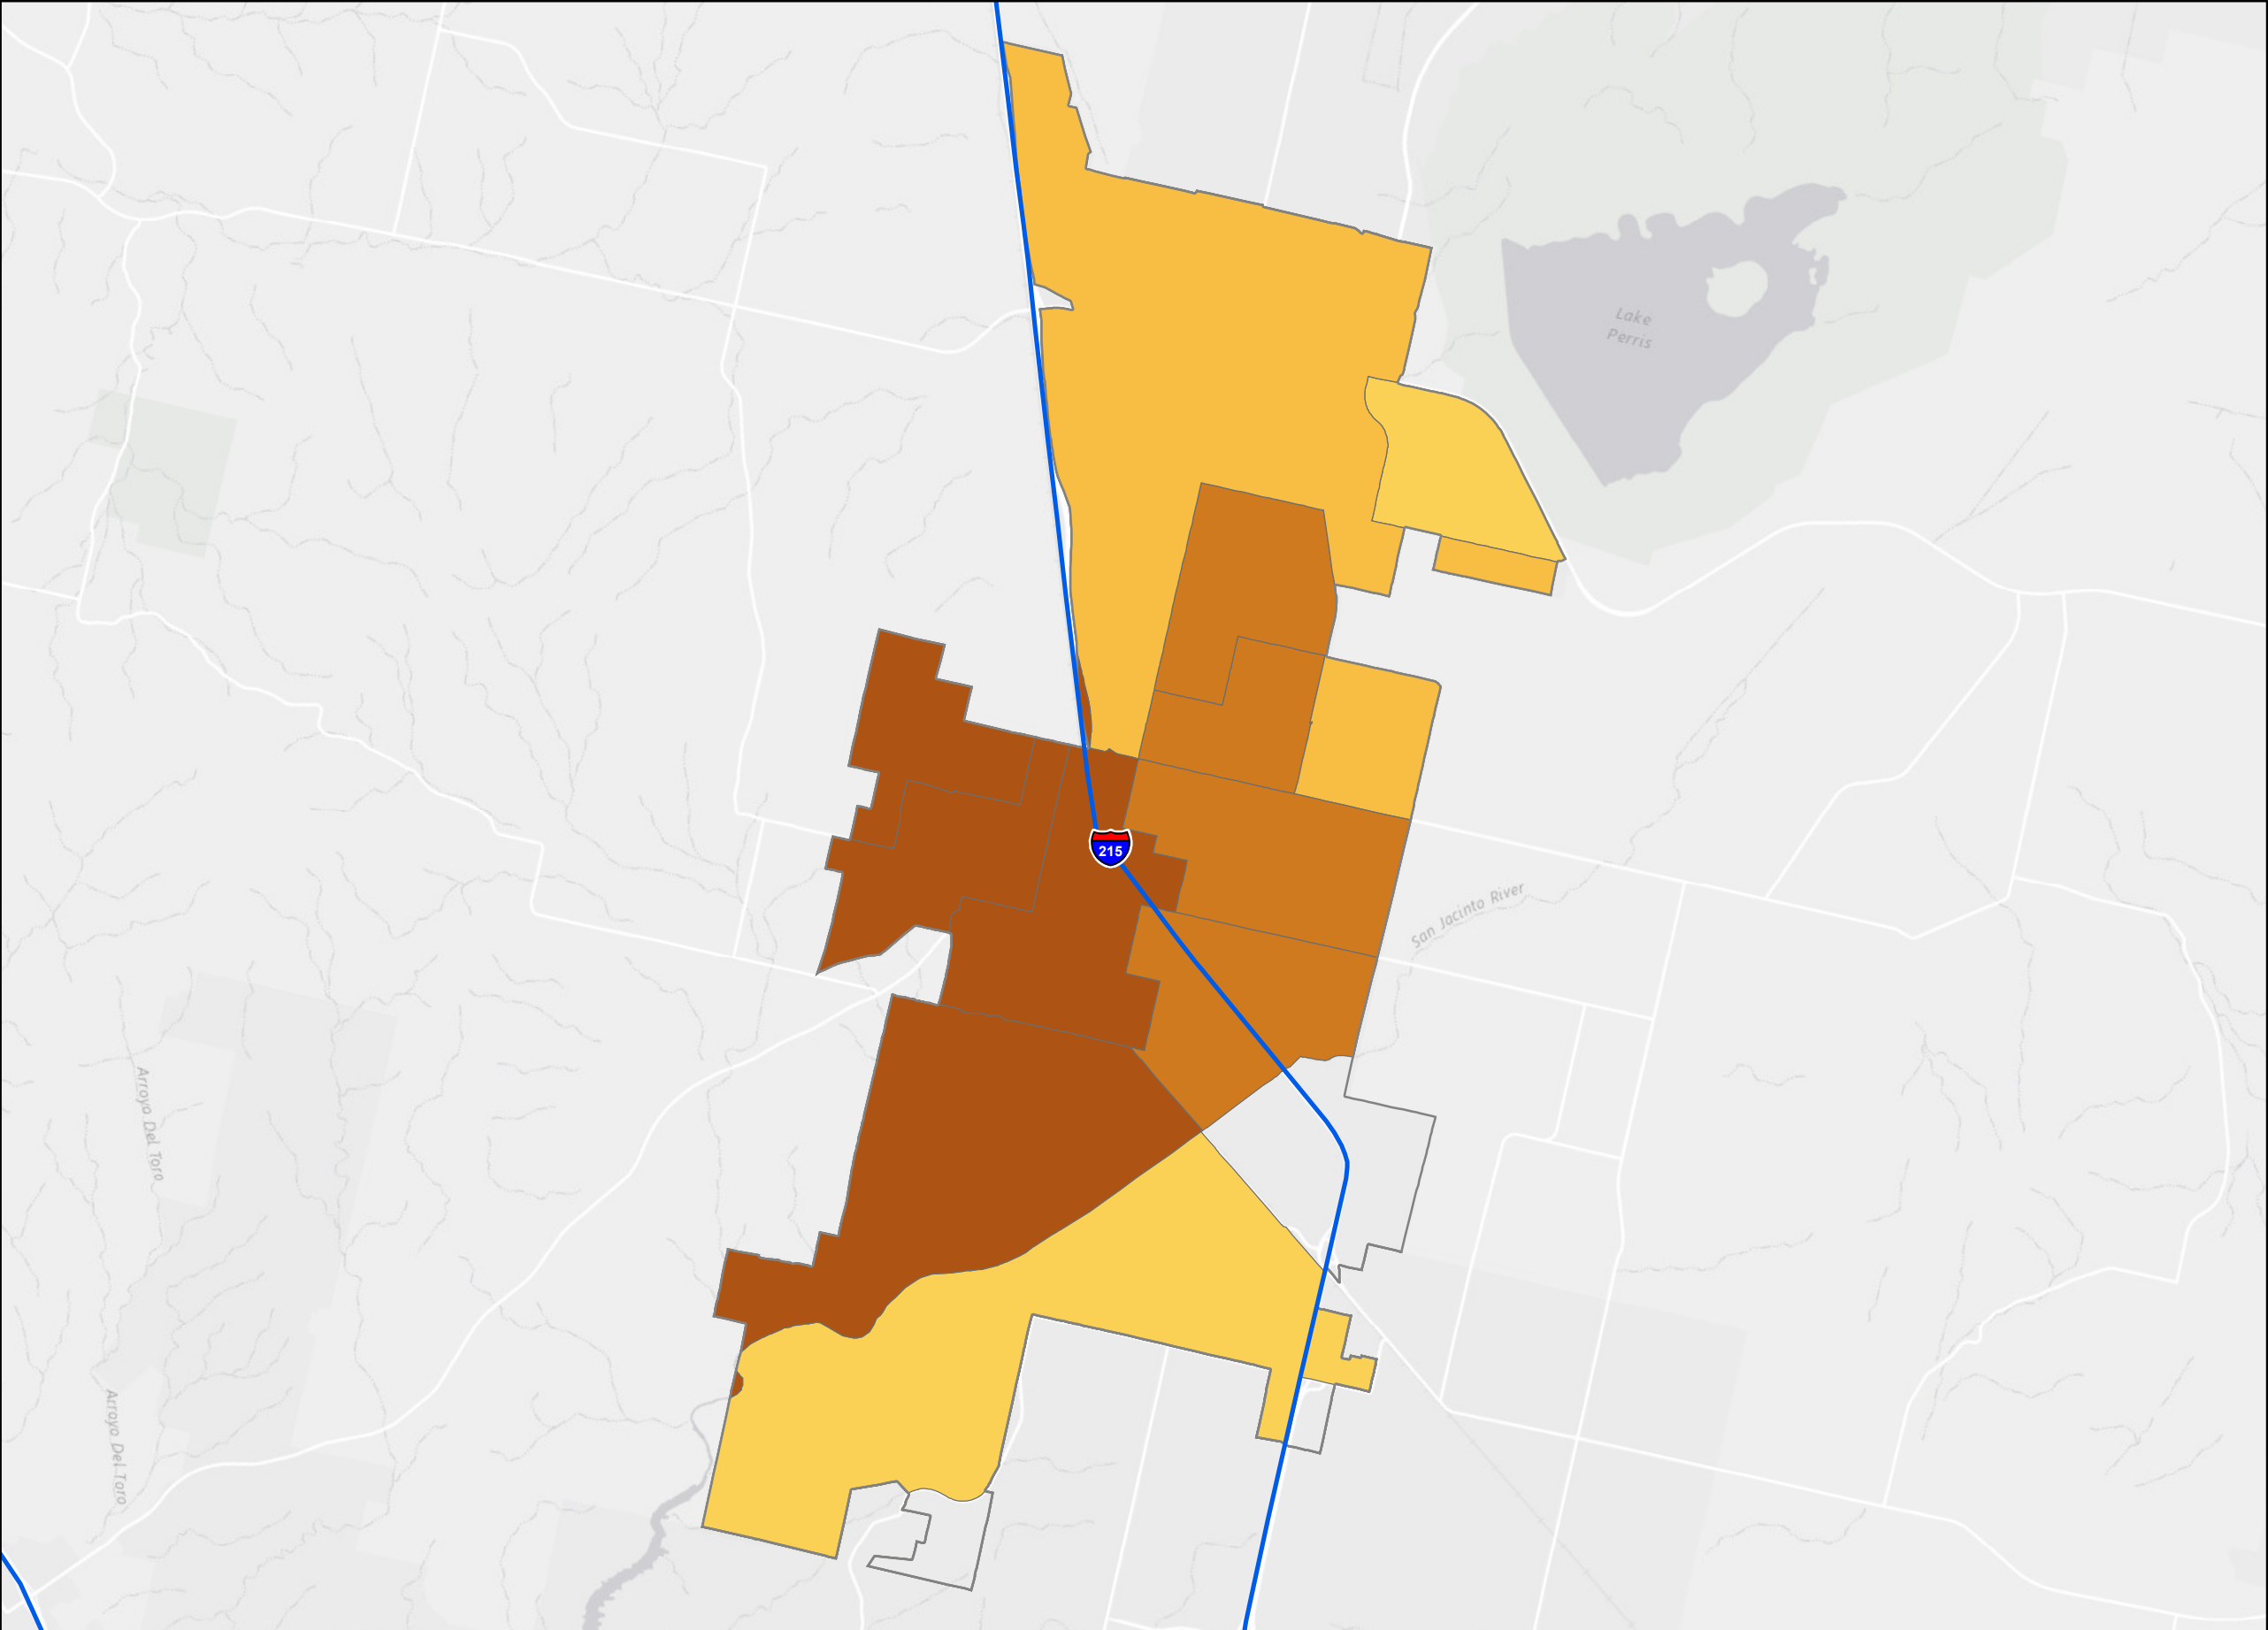 Lake
Perris
215
San Jacinto River
Arroyo Del Toro
Arroyo Del Toro